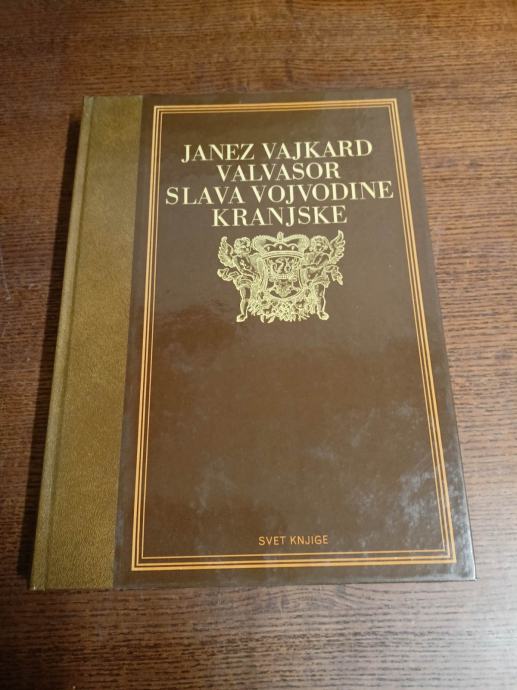 JANEZ VAJKARD
VALVASOR
SLAVA VOJVODINE
KRANJSKE
SVET KNJIGE